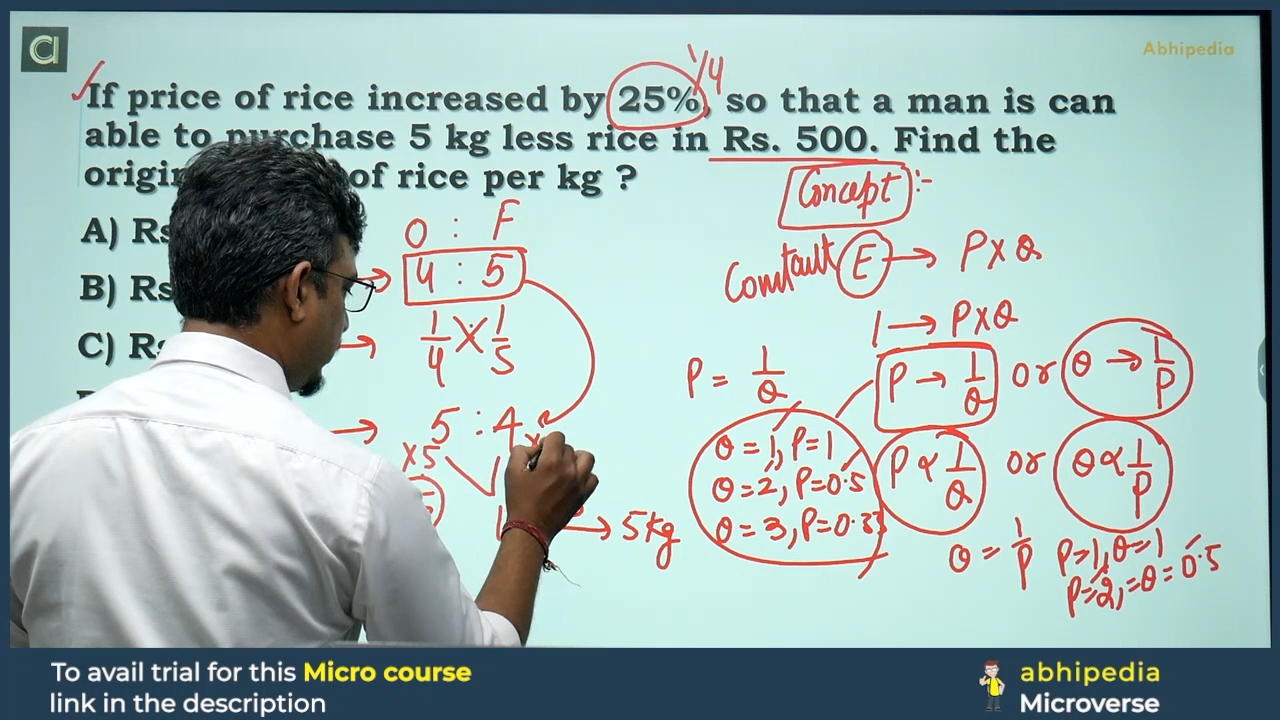 Abhipedia
1/4
If price of rice increased by 25%, so that a man is can
able to purchase 5 kg less rice in Rs. 500. Find the
of rice per kg ?
Concept :-
A) Rs
O : F
Constant E → P x Q
B) Rs
→ 4 : 5
1 → P x Q
C) Rs
→ 1/4 X 1/5
P = 1/Q
P → 1/Q or Q → 1/P
→ 5 : 4
x5
Q = 1, P = 1
Q = 2, P = 0.5
Q = 3, P = 0.33
P ∝ 1/Q or Q ∝ 1/P
→ 5 kg
Q = 1/P P=1, Q=1
P=2, = Q = 0.5
To avail trial for this Micro course
link in the description
abhipedia
Microverse